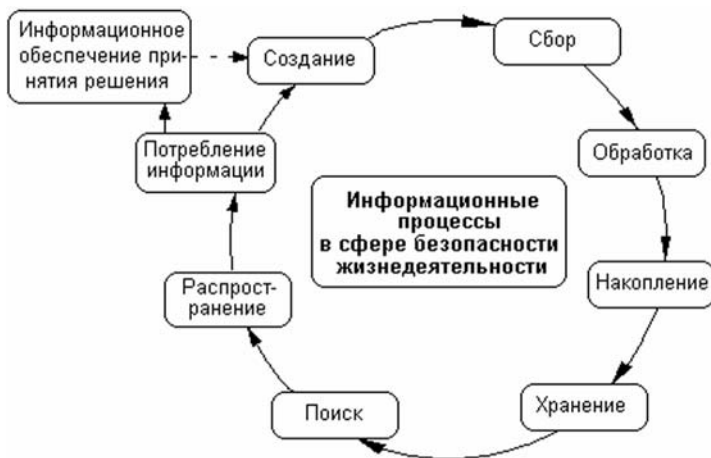 Информационное
обеспечение при-
нятия решения
Создание
Сбор
Обработка
Накопление
Хранение
Поиск
Распрост-
ранение
Потребление
информации
Информационные
процессы
в сфере безопасности
жизнедеятельности